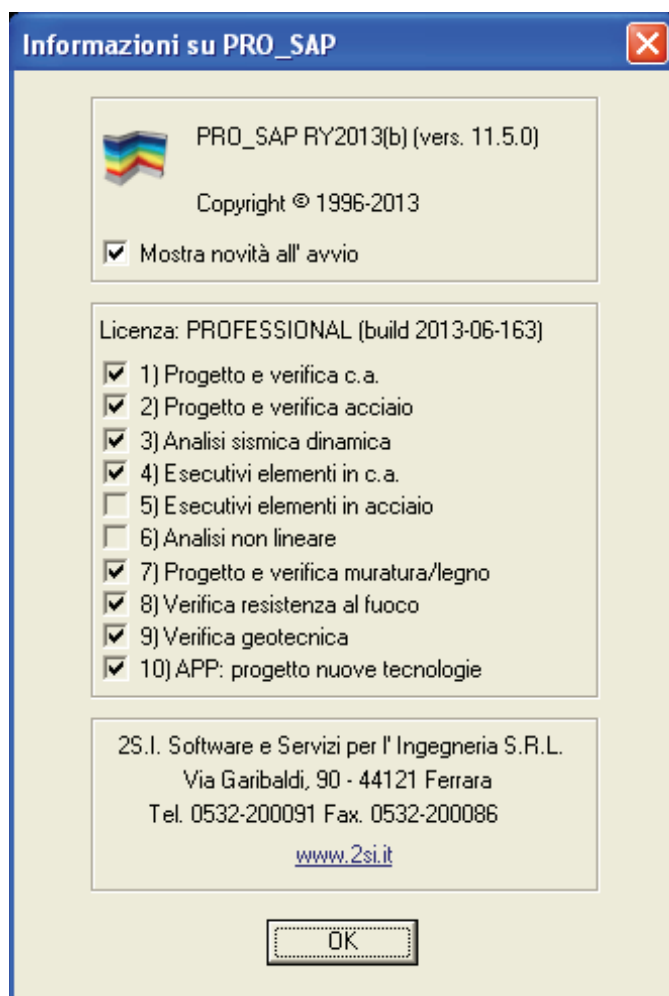 Informazioni su PRO_SAP
PRO_SAP RY2013(b) (vers. 11.5.0)
Copyright © 1996-2013
Mostra novità all' avvio
Licenza: PROFESSIONAL (build 2013-06-163)
1) Progetto e verifica c.a.
2) Progetto e verifica acciaio
3) Analisi sismica dinamica
4) Esecutivi elementi in c.a.
5) Esecutivi elementi in acciaio
6) Analisi non lineare
7) Progetto e verifica muratura/legno
8) Verifica resistenza al fuoco
9) Verifica geotecnica
10) APP: progetto nuove tecnologie
2S.I. Software e Servizi per l' Ingegneria S.R.L.
Via Garibaldi, 90 - 44121 Ferrara
Tel. 0532-200091 Fax. 0532-200086
www.2si.it
OK